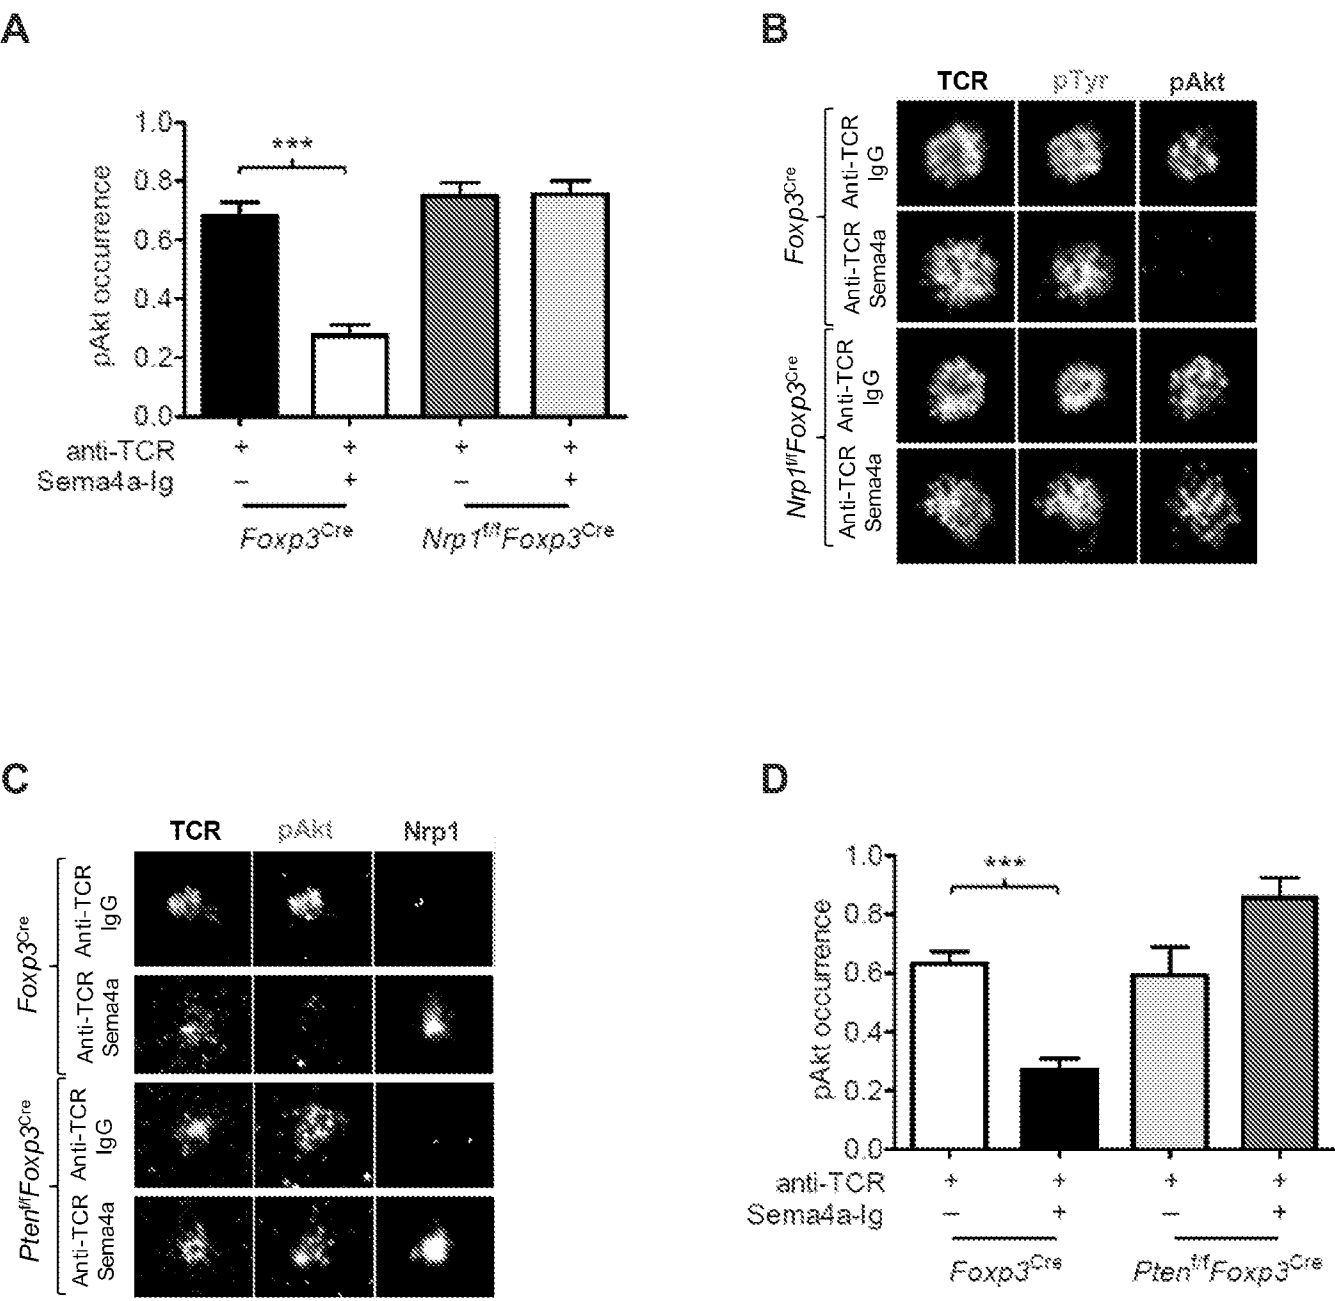 A
1.0
0.8
0.6
0.4
0.2
0.0
pAkt occurrence
***
anti-TCR + + + +
Sema4a-Ig – + – +
Foxp3Cre Nrp1f/fFoxp3Cre
B
TCR pTyr pAkt
Foxp3Cre
Anti-TCR
IgG
Anti-TCR
Sema4a
Nrp1f/fFoxp3Cre
Anti-TCR
IgG
Anti-TCR
Sema4a
C
TCR pAkt Nrp1
Foxp3Cre
Anti-TCR
IgG
Anti-TCR
Sema4a
Ptenf/fFoxp3Cre
Anti-TCR
IgG
Anti-TCR
Sema4a
D
1.0
0.8
0.6
0.4
0.2
0.0
pAkt occurrence
***
anti-TCR + + + +
Sema4a-Ig – + – +
Foxp3Cre Ptenf/fFoxp3Cre